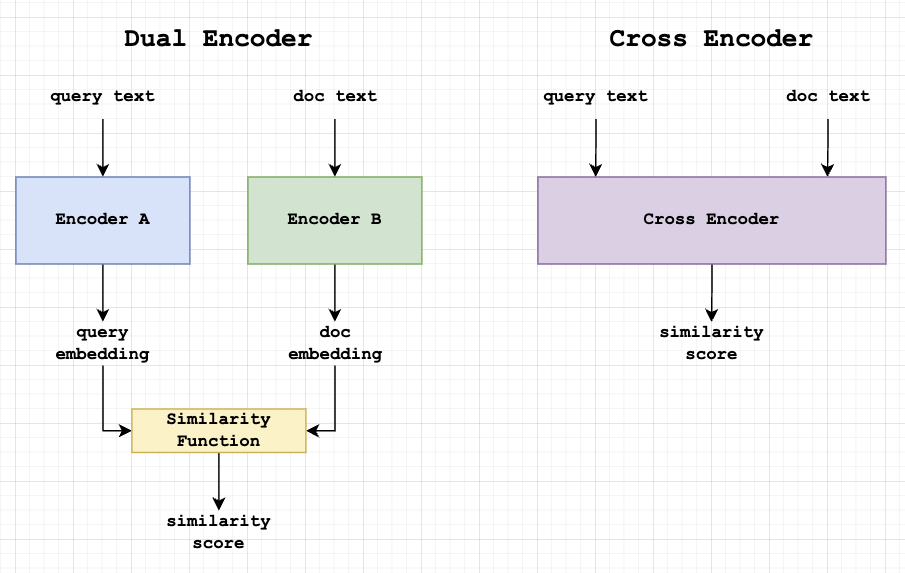 Dual Encoder
query text
doc text
Encoder A
Encoder B
query
embedding
doc
embedding
Similarity
Function
similarity
score
Cross Encoder
query text
doc text
Cross Encoder
similarity
score